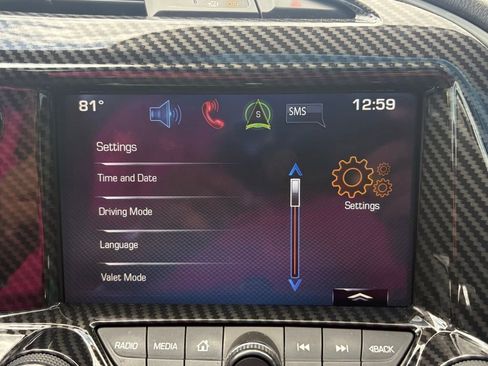 81°
S
SMS
12:59
Settings
Time and Date
Settings
Driving Mode
Language
Valet Mode
RADIO
MEDIA
BACK